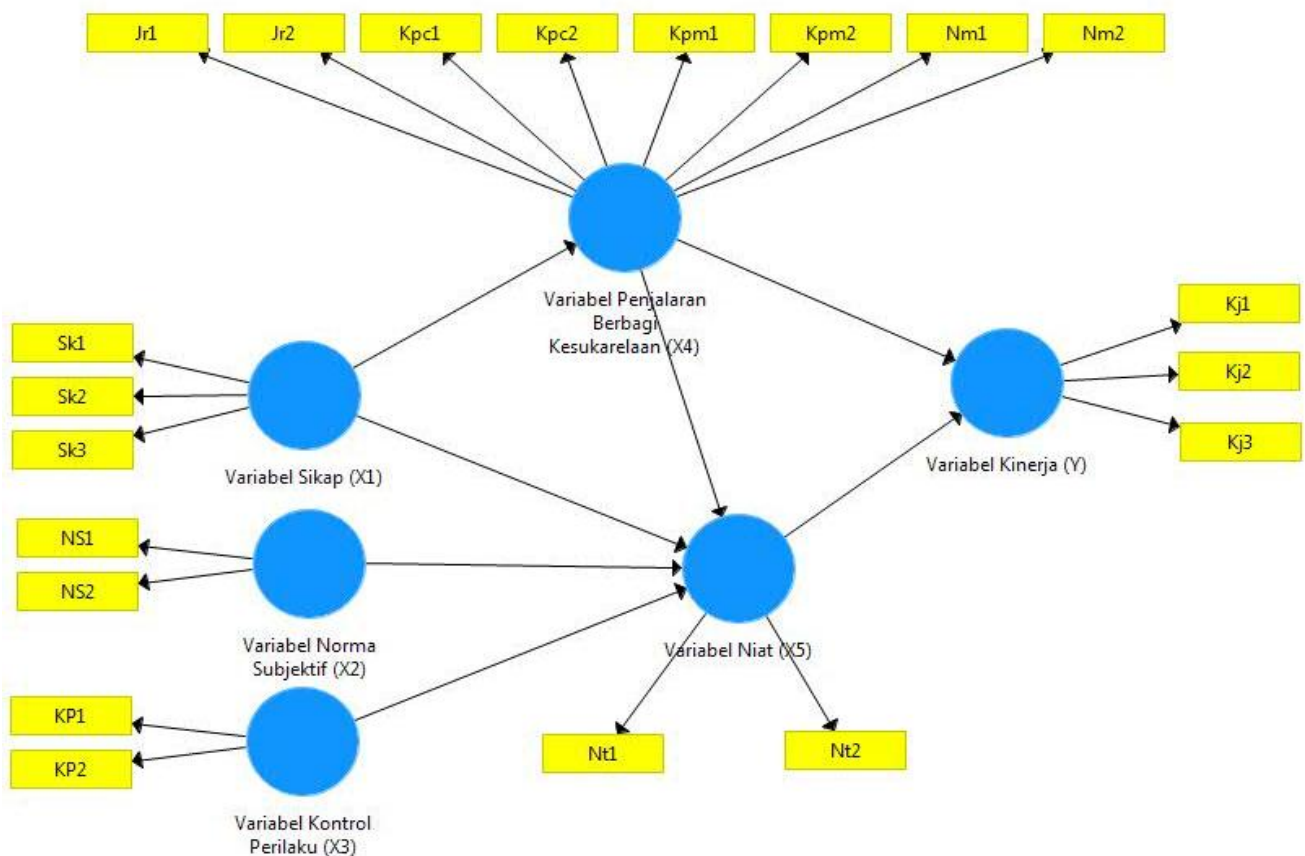 Jr1
Jr2
Kpc1
Kpc2
Kpm1
Kpm2
Nm1
Nm2
Variabel Penjalaran
Berbagi
Kesukarelaan (X4)
Sk1
Sk2
Sk3
Variabel Sikap (X1)
Kj1
Kj2
Kj3
Variabel Kinerja (Y)
NS1
NS2
Variabel Norma
Subjektif (X2)
Variabel Niat (X5)
KP1
KP2
Variabel Kontrol
Perilaku (X3)
Nt1
Nt2